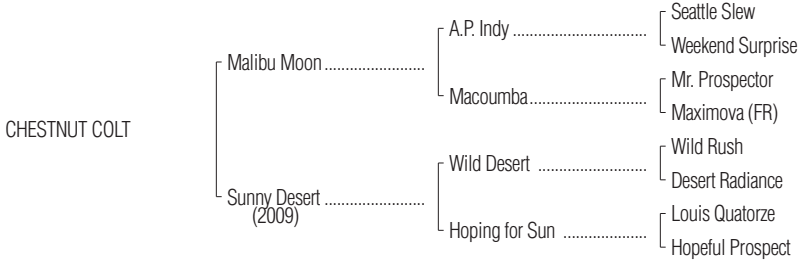 Seattle Slew
A.P. Indy ................................
Weekend Surprise
Malibu Moon ........................
Mr. Prospector
Macoumba............................
Maximova (FR)
CHESTNUT COLT
Wild Rush
Wild Desert ..........................
Desert Radiance
Sunny Desert ........................
(2009)
Louis Quatorze
Hoping for Sun ....................
Hopeful Prospect